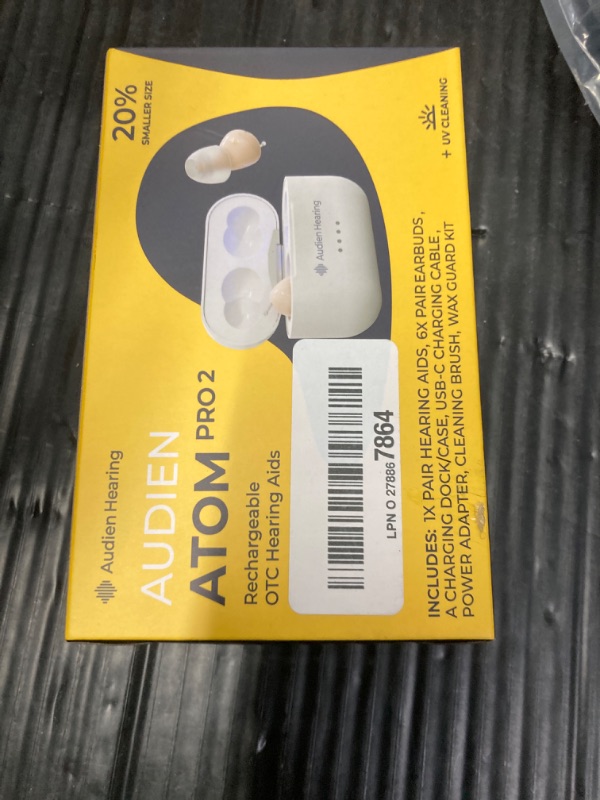 20%
SMALLER SIZE
+ UV CLEANING
Audien Hearing
Audien Hearing
AUDIEN
ATOM PRO 2
Rechargeable
OTC Hearing Aids
LPN O 27886 7864
INCLUDES: 1X PAIR HEARING AIDS, 6X PAIR EARBUDS,
A CHARGING DOCK/CASE, USB-C CHARGING CABLE,
POWER ADAPTER, CLEANING BRUSH, WAX GUARD KIT